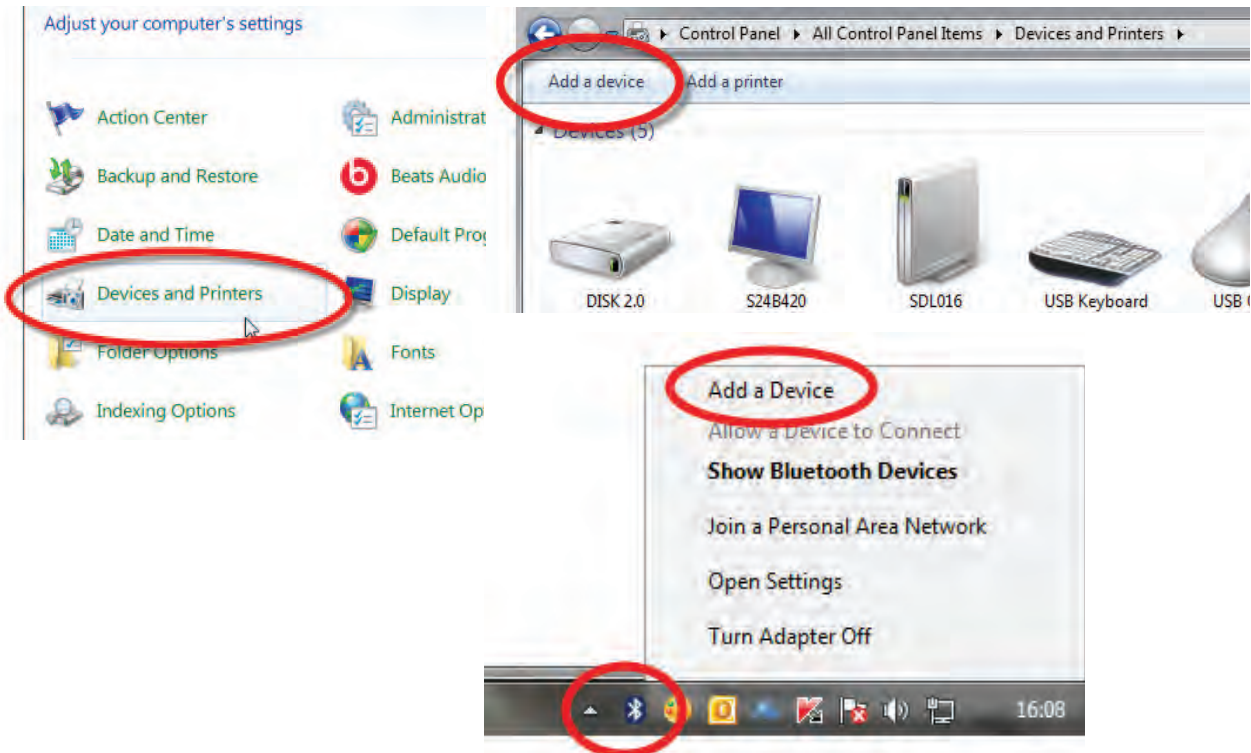 Adjust your computer's settings
Action Center
Administrat
Backup and Restore
Beats Audio
Date and Time
Default Pro
Devices and Printers
Display
Folder Options
Fonts
Indexing Options
Internet Op
Control Panel ▸ All Control Panel Items ▸ Devices and Printers ▸
Add a device
Add a printer
Devices (5)
DISK 2.0
S24B420
SDL016
USB Keyboard
USB
Add a Device
Allow a Device to Connect
Show Bluetooth Devices
Join a Personal Area Network
Open Settings
Turn Adapter Off
16:08